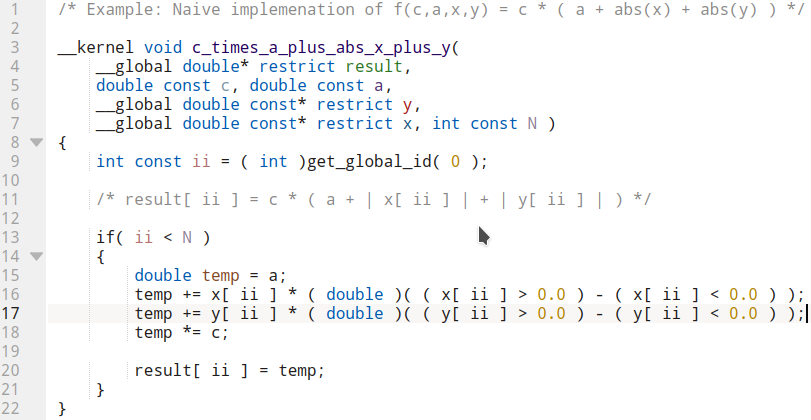 1 /* Example: Naive implemenation of f(c,a,x,y) = c * ( a + abs(x) + abs(y) ) */
2
3 __kernel void c_times_a_plus_abs_x_plus_y(
4     __global double* restrict result,
5     double const c, double const a,
6     __global double const* restrict y,
7     __global double const* restrict x, int const N )
8 {
9     int const ii = ( int )get_global_id( 0 );
10
11     /* result[ ii ] = c * ( a + | x[ ii ] | + | y[ ii ] | ) */
12
13     if( ii < N )
14     {
15         double temp = a;
16         temp += x[ ii ] * ( double )( ( x[ ii ] > 0.0 ) - ( x[ ii ] < 0.0 ) );
17         temp += y[ ii ] * ( double )( ( y[ ii ] > 0.0 ) - ( y[ ii ] < 0.0 ) );
18         temp *= c;
19
20         result[ ii ] = temp;
21     }
22 }